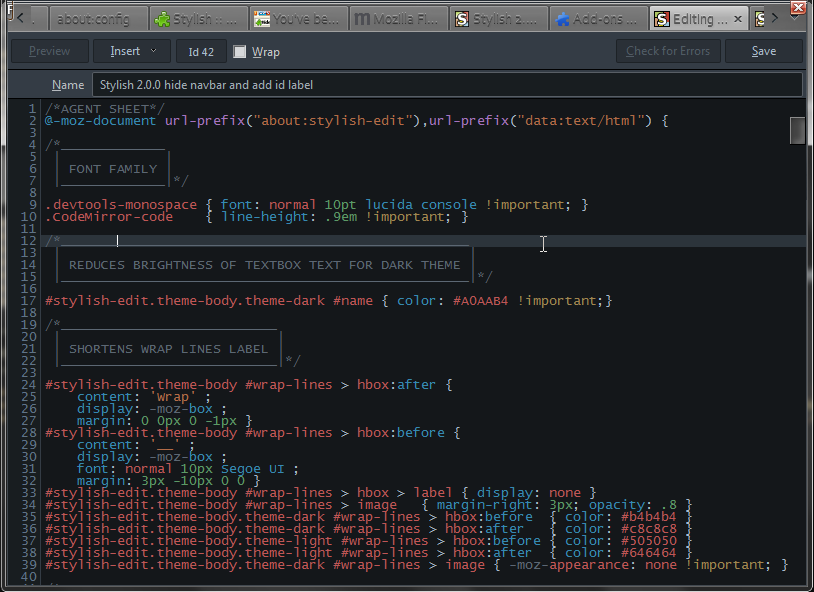 about:config
Stylish :: ...
You've be...
Mozilla Fi...
Stylish 2....
Add-ons ...
Editing ...
Preview
Insert
Id 42
Wrap
Check for Errors
Save
Name
Stylish 2.0.0 hide navbar and add id label
1 /*AGENT SHEET*/
2 @-moz-document url-prefix("about:stylish-edit"),url-prefix("data:text/html") {
3
4 /*______________
5
6 FONT FAMILY
7 ______________|*/
8
9 .devtools-monospace { font: normal 10pt lucida console !important; }
10 .CodeMirror-code    { line-height: .9em !important; }
11
12 /*______________________________________________________
13
14 REDUCES BRIGHTNESS OF TEXTBOX TEXT FOR DARK THEME
15 ______________________________________________________|*/
16
17 #stylish-edit.theme-body.theme-dark #name { color: #A0AAB4 !important;}
18
19 /*____________________________
20
21 SHORTENS WRAP LINES LABEL
22 ____________________________|*/
23
24 #stylish-edit.theme-body #wrap-lines > hbox:after {
25     content: 'Wrap' ;
26     display: -moz-box ;
27     margin: 0 0px 0 -1px }
28 #stylish-edit.theme-body #wrap-lines > hbox:before {
29     content: '__' ;
30     display: -moz-box ;
31     font: normal 10px Segoe UI ;
32     margin: 3px -10px 0 0 }
33 #stylish-edit.theme-body #wrap-lines > hbox > label { display: none }
34 #stylish-edit.theme-body #wrap-lines > image   { margin-right: 3px; opacity: .8 }
35 #stylish-edit.theme-body.theme-dark #wrap-lines > hbox:before  { color: #b4b4b4 }
36 #stylish-edit.theme-body.theme-dark #wrap-lines > hbox:after   { color: #c8c8c8 }
37 #stylish-edit.theme-body.theme-light #wrap-lines > hbox:before { color: #505050 }
38 #stylish-edit.theme-body.theme-light #wrap-lines > hbox:after  { color: #646464 }
39 #stylish-edit.theme-body.theme-dark #wrap-lines > image { -moz-appearance: none !important; }
40